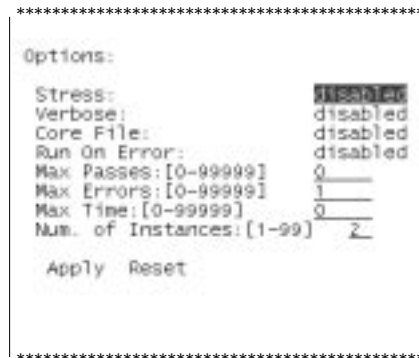 ************************************************
Options:
Stress: disabled
Verbose: disabled
Core File: disabled
Run On Error: disabled
Max Passes:[0-99999] 0
Max Errors:[0-99999] 1
Max Time:[0-99999] 0
Num. of Instances:[1-99] 2
Apply Reset
************************************************